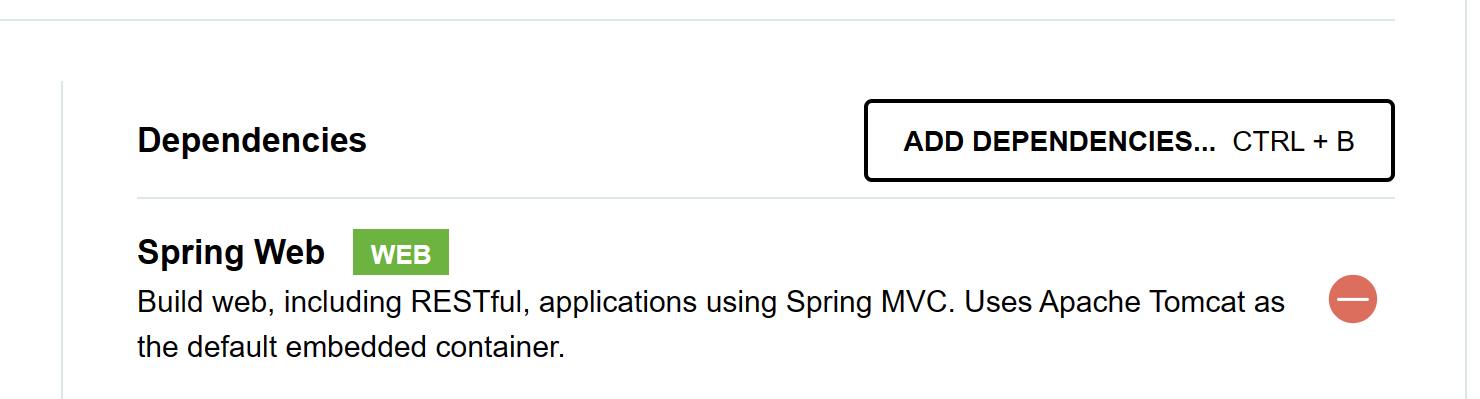 Dependencies
ADD DEPENDENCIES... CTRL + B
Spring Web WEB
Build web, including RESTful, applications using Spring MVC. Uses Apache Tomcat as
the default embedded container.